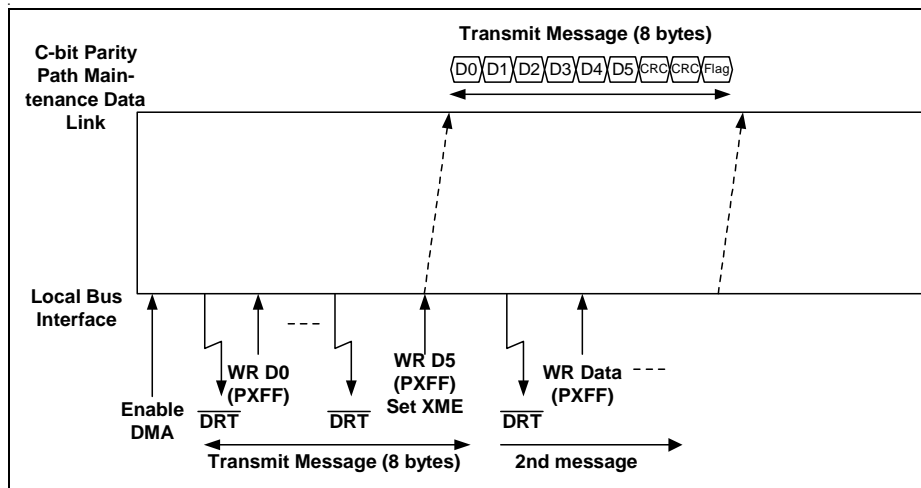 Transmit Message (8 bytes)
C-bit Parity
Path Main-
tenance Data
Link
D0 D1 D2 D3 D4 D5 CRC CRC Flag
Local Bus
Interface
WR D0
(PXFF)
WR D5
(PXFF)
Set XME
WR Data
(PXFF)
Enable
DMA
DRT
DRT
DRT
Transmit Message (8 bytes)
2nd message